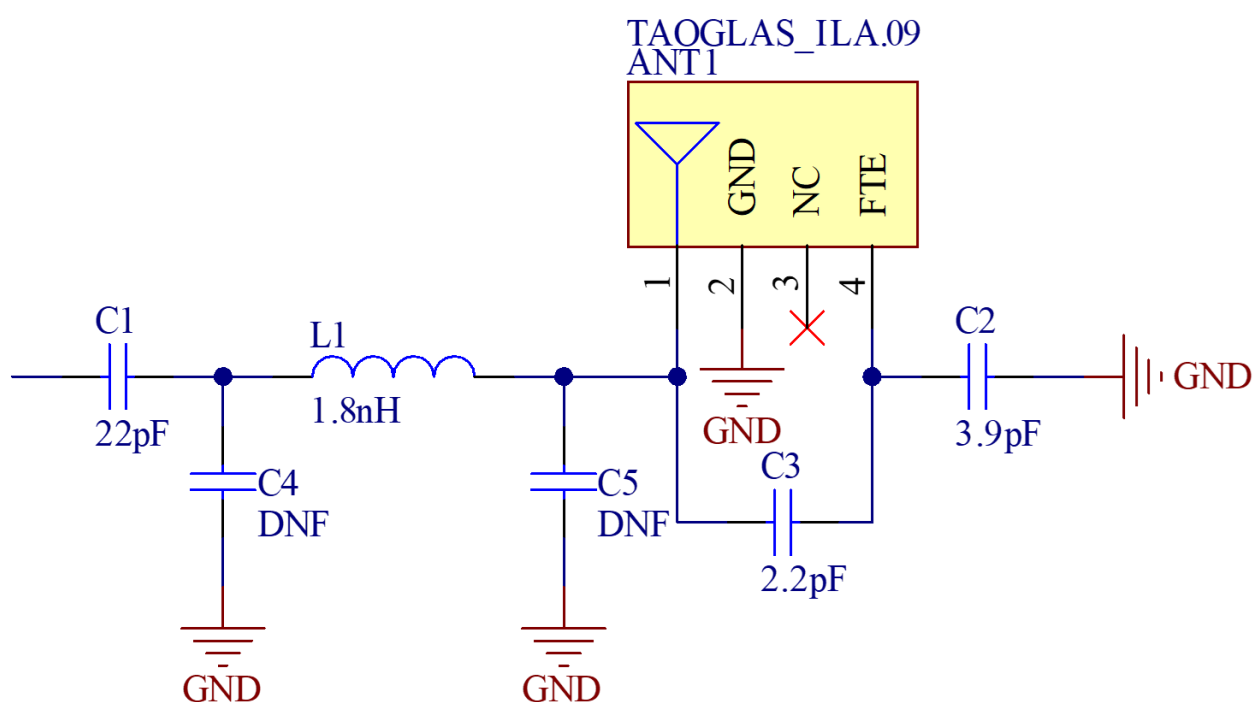 TAOGLAS_ILA.09
ANT1
GND
NC
FTE
1
2
3
4
C1
22pF
L1
1.8nH
C2
3.9pF
GND
GND
C3
2.2pF
C4
DNF
C5
DNF
GND
GND